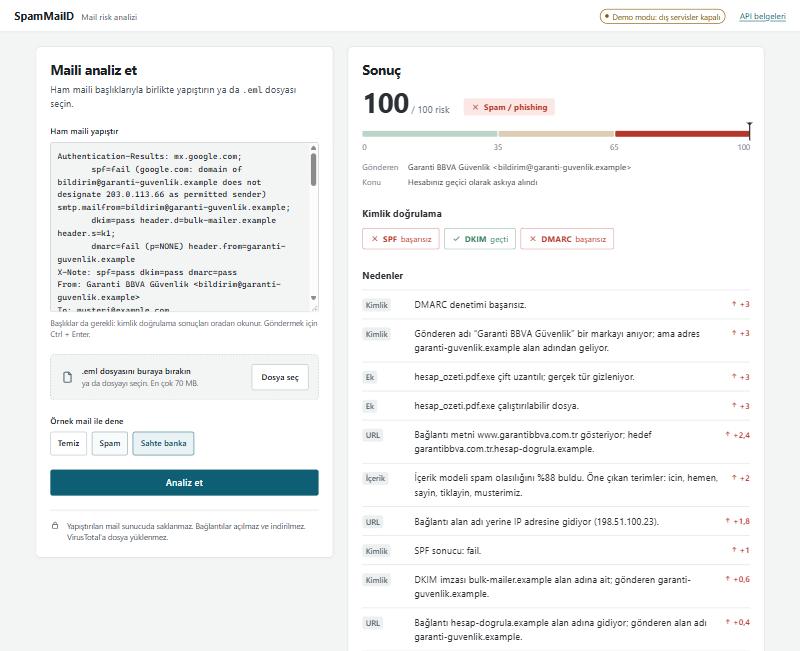 SpamMailD Mail risk analizi
Demo modu: dış servisler kapalı
API belgeleri
Maili analiz et
Ham maili başlıklarıyla birlikte yapıştırın ya da .eml dosyası
seçin.
Ham maili yapıştır
Authentication-Results: mx.google.com;
spf=fail (google.com: domain of
bildirim@garanti-guvenlik.example does not
designate 203.0.113.66 as permitted sender)
smtp.mailfrom=bildirim@garanti-guvenlik.example;
dkim=pass header.d=bulk-mailer.example
header.s=k1;
dmarc=fail (p=NONE) header.from=garanti-
guvenlik.example
X-Note: spf=pass dkim=pass dmarc=pass
From: Garanti BBVA Güvenlik <bildirim@garanti-
guvenlik.example>
To: musteri@example.com
Başlıklar da gerekli: kimlik doğrulama sonuçları oradan okunur. Göndermek için
Ctrl + Enter.
.eml dosyasını buraya bırakın
ya da dosyayı seçin. En çok 70 MB.
Dosya seç
Örnek mail ile dene
Temiz
Spam
Sahte banka
Analiz et
Yapıştırılan mail sunucuda saklanmaz. Bağlantılar açılmaz ve indirilmez.
VirusTotal'a dosya yüklenmez.
Sonuç
100 / 100 risk
Spam / phishing
0 35 65 100
Gönderen Garanti BBVA Güvenlik <bildirim@garanti-guvenlik.example>
Konu Hesabınız geçici olarak askıya alındı
Kimlik doğrulama
SPF başarısız
DKIM geçti
DMARC başarısız
Nedenler
Kimlik DMARC denetimi başarısız. ↑ +3
Kimlik Gönderen adı "Garanti BBVA Güvenlik" bir markayı anıyor; ama adres ↑ +3
garanti-guvenlik.example alan adından geliyor.
Ek hesap_ozeti.pdf.exe çift uzantılı; gerçek tür gizleniyor. ↑ +3
Ek hesap_ozeti.pdf.exe çalıştırılabilir dosya. ↑ +3
URL Bağlantı metni www.garantibbva.com.tr gösteriyor; hedef ↑ +2,4
garantibbva.com.tr.hesap-dogrula.example.
İçerik İçerik modeli spam olasılığını %88 buldu. Öne çıkan terimler: icin, hemen, ↑ +2
sayin, tiklayin, musterimiz.
URL Bağlantı alan adı yerine IP adresine gidiyor (198.51.100.23). ↑ +1,8
Kimlik SPF sonucu: fail. ↑ +1
Kimlik DKIM imzası bulk-mailer.example alan adına ait; gönderen garanti- ↑ +0,6
guvenlik.example.
URL Bağlantı hesap-dogrula.example alan adına gidiyor; gönderen alan adı ↑ +0,4
garanti-guvenlik.example.